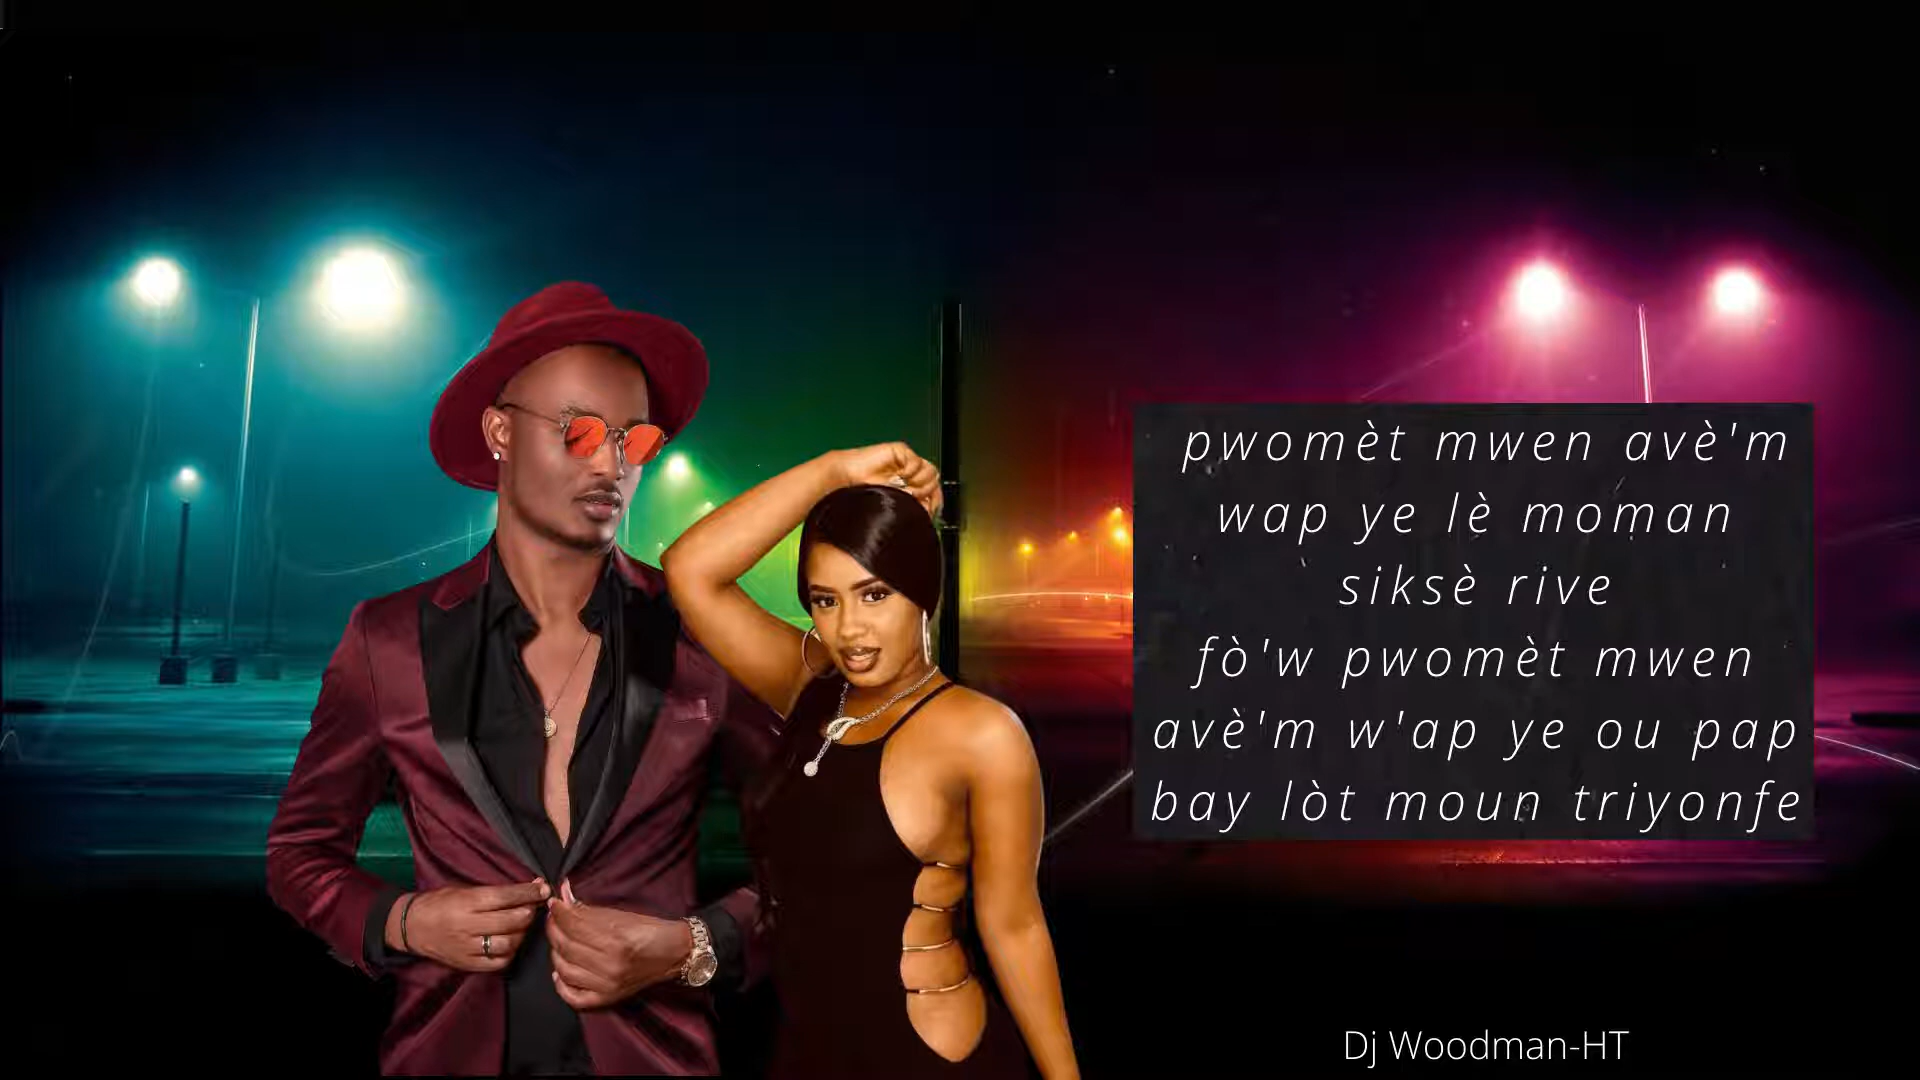 pwomèt mwen avè'm
wap ye lè moman
siksè rive
fò'w pwomèt mwen
avè'm w'ap ye ou pap
bay lòt moun triyonfe
Dj Woodman-HT